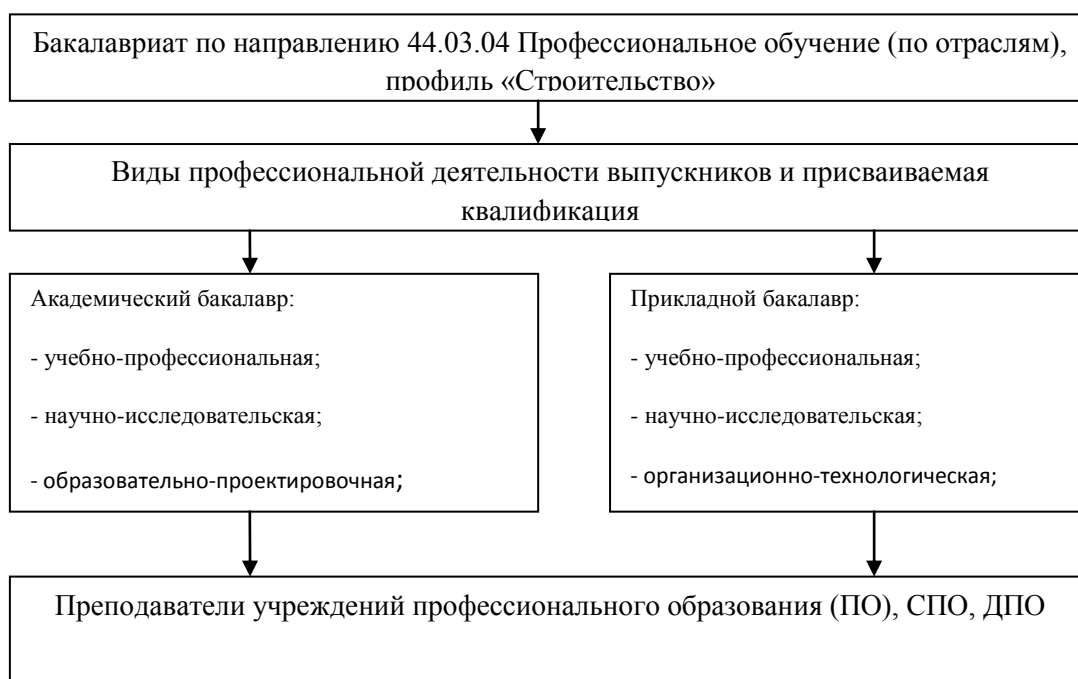 Бакалавриат по направлению 44.03.04 Профессиональное обучение (по отраслям),
профиль «Строительство»
Виды профессиональной деятельности выпускников и присваиваемая
квалификация
Академический бакалавр:
- учебно-профессиональная;
- научно-исследовательская;
- образовательно-проектировочная;
Прикладной бакалавр:
- учебно-профессиональная;
- научно-исследовательская;
- организационно-технологическая;
Преподаватели учреждений профессионального образования (ПО), СПО, ДПО